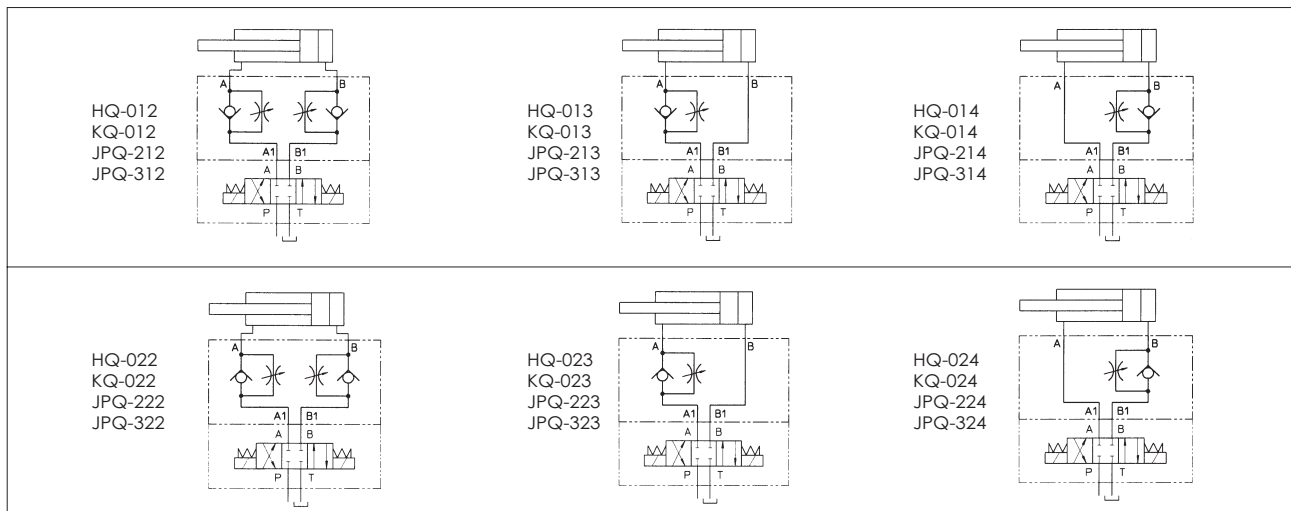 HQ-012
KQ-012
JPQ-212
JPQ-312
A B
A1 B1
A B
P T
HQ-013
KQ-013
JPQ-213
JPQ-313
A B
A1 B1
A B
P T
HQ-014
KQ-014
JPQ-214
JPQ-314
A B
A1 B1
A B
P T
HQ-022
KQ-022
JPQ-222
JPQ-322
A B
A1 B1
A B
P T
HQ-023
KQ-023
JPQ-223
JPQ-323
A B
A1 B1
A B
P T
HQ-024
KQ-024
JPQ-224
JPQ-324
A B
A1 B1
A B
P T